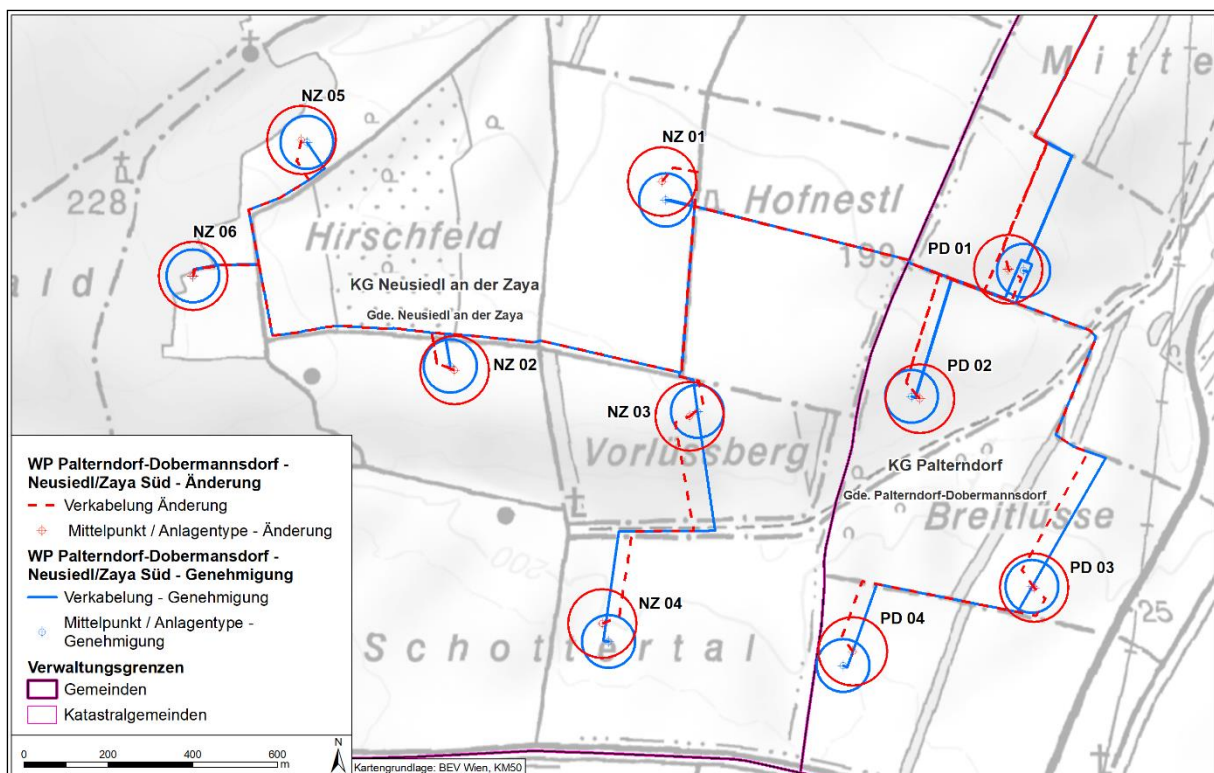 NZ 05
NZ 01
Mitte
228
In Hofnestl
NZ 06
Hirschfeld
199
PD 01
ald
KG Neusiedl an der Zaya
Gde. Neusiedl an der Zaya
NZ 02
PD 02
NZ 03
Vorlüssberg
KG Palterndorf
Gde. Palterndorf-Dobermannsdorf
Breitlüsse
200
PD 03
NZ 04
25
PD 04
Schottertal
WP Palterndorf-Dobermannsdorf -
Neusiedl/Zaya Süd - Änderung
Verkabelung Änderung
Mittelpunkt / Anlagentype - Änderung
WP Palterndorf-Dobermansdorf -
Neusiedl/Zaya Süd - Genehmigung
Verkabelung - Genehmigung
Mittelpunkt / Anlagentype -
Genehmigung
Verwaltungsgrenzen
Gemeinden
Katastralgemeinden
0 200 400 600
m
N
Kartengrundlage: BEV Wien, KM50